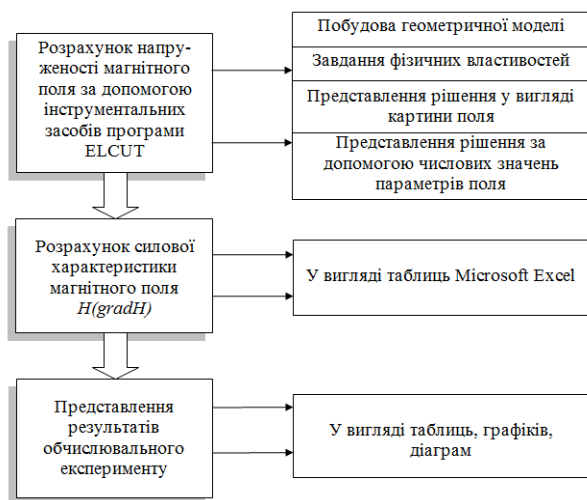 Розрахунок напру-
женості магнітного
поля за допомогою
інструментальних
засобів програми
ELCUT
Побудова геометричної моделі
Завдання фізичних властивостей
Представлення рішення у вигляді
картини поля
Представлення рішення за
допомогою числових значень
параметрів поля
Розрахунок силової
характеристики
магнітного поля
H(gradH)
У вигляді таблиць Microsoft Excel
Представлення
результатів
обчислювального
експерименту
У вигляді таблиць, графіків,
діаграм